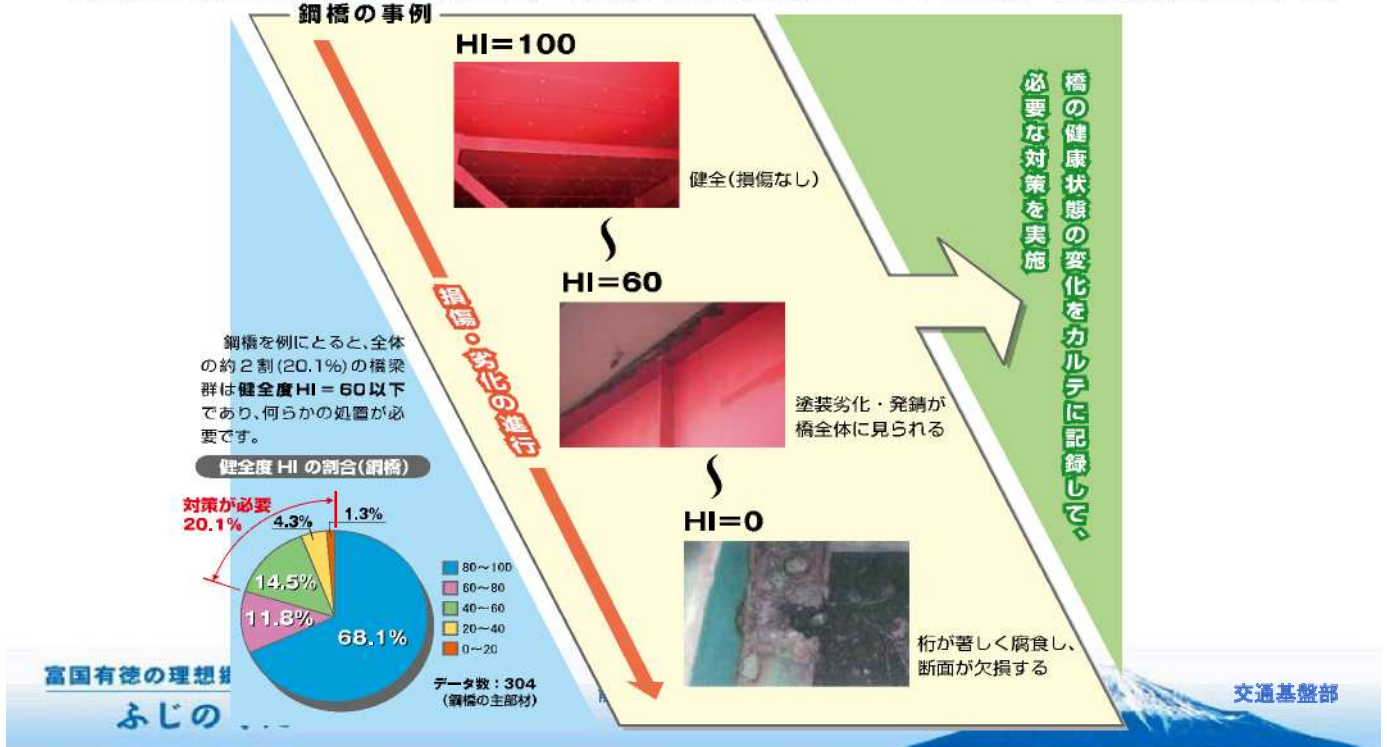 鋼橋の事例
HI=100
健全(損傷なし)
HI=60
塗装劣化・発錆が
橋全体に見られる
HI=0
桁が著しく腐食し、
断面が欠損する
損傷・劣化の進行
橋の健康状態の変化をカルテに記録して、
必要な対策を実施
鋼橋を例にとると、全体
の約2割(20.1%)の橋梁
群は健全度HI=60以下
であり、何らかの処置が必
要です。
健全度 HI の割合(鋼橋)
対策が必要
20.1%
4.3%
1.3%
14.5%
11.8%
68.1%
80~100
60~80
40~60
20~40
0~20
データ数:304
(鋼橋の主部材)
富国有徳の理想
ふじの
交通基盤部